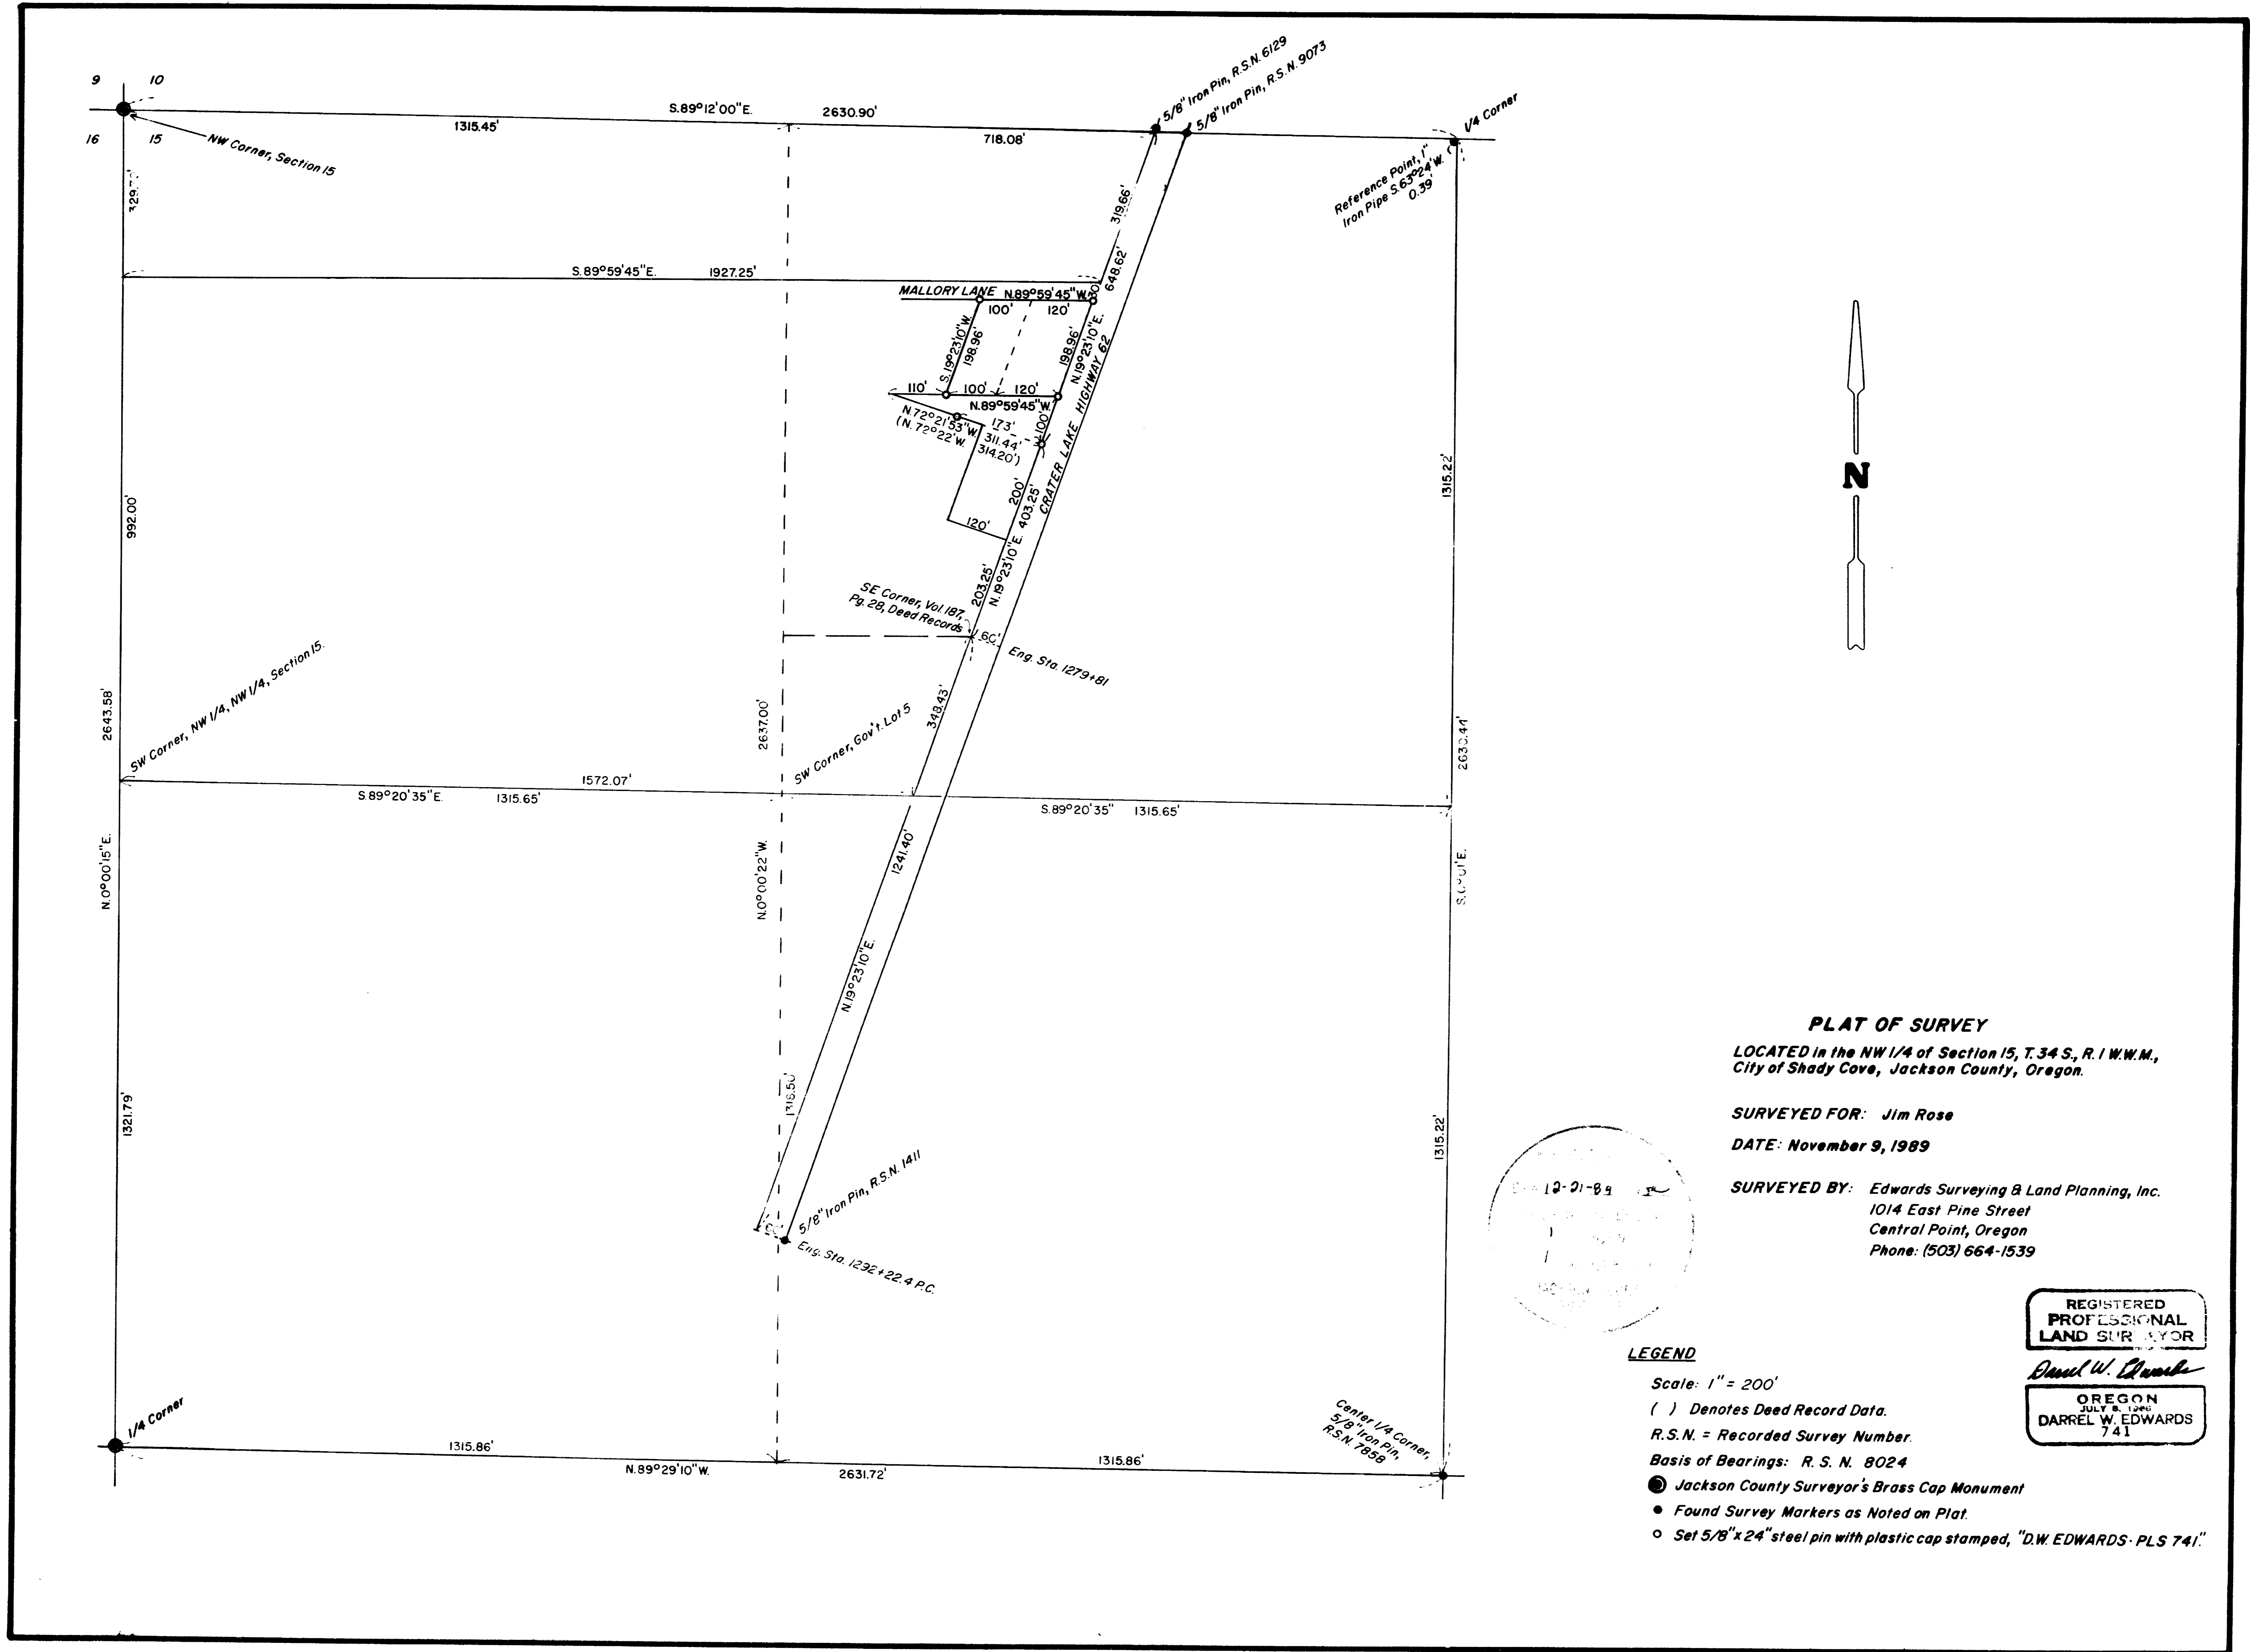 9 10
16 15
NW Corner, Section 15
S.89°12'00"E. 2630.90'
1315.45'
718.08'
5/8" Iron Pin, R.S.N. 6129
5/8" Iron Pin, R.S.N. 9073
1/4 Corner
Reference Point, 1"
Iron Pipe S.63°24'W.
0.39'
319.66'
648.62'
S.89°59'45"E. 1927.25'
MALLORY LANE N.89°59'45"W.
30'
100' 120'
S.19°23'10"W.
198.96'
198.96'
N.19°23'10"E.
CRATER LAKE HIGHWAY 62
110' 100' 120'
N.89°59'45"W.
100'
N.72°21'53"W. 311.44'
(N.72°22'W. 314.20')
173'
200'
120'
N.19°23'10"E. 403.25'
203.25'
SE Corner, Vol. 187,
Pg. 28, Deed Records
60'
Eng. Sta. 1279+81
992.00'
1315.22'
SW Corner, NW 1/4, NW 1/4, Section 15.
2643.58'
2637.00'
SW Corner, Gov't. Lot 5
348.43'
2630.44'
1572.07'
S.89°20'35"E. 1315.65'
S.89°20'35" 1315.65'
N.0°00'15"E.
N.0°00'22"W.
1241.40'
N.19°23'10"E.
1321.79'
1315.22'
5/8" Iron Pin, R.S.N. 1411
Eng. Sta. 1292+22.4 P.C.
1/4 Corner
1315.86'
N.89°29'10"W. 2631.72'
1315.86'
Center 1/4 Corner,
5/8" Iron Pin,
R.S.N. 7858
N
PLAT OF SURVEY
LOCATED in the NW 1/4 of Section 15, T. 34 S., R. 1 W.W.M.,
City of Shady Cove, Jackson County, Oregon.
SURVEYED FOR: Jim Rose
DATE: November 9, 1989
SURVEYED BY: Edwards Surveying & Land Planning, Inc.
1014 East Pine Street
Central Point, Oregon
Phone: (503) 664-1539
12-21-89
REGISTERED
PROFESSIONAL
LAND SURVEYOR
Darrel W. Edwards
OREGON
JULY 8, 1966
DARREL W. EDWARDS
741
LEGEND
Scale: 1" = 200'
( ) Denotes Deed Record Data.
R.S.N. = Recorded Survey Number.
Basis of Bearings: R. S. N. 8024
Jackson County Surveyor's Brass Cap Monument
Found Survey Markers as Noted on Plat.
Set 5/8" x 24" steel pin with plastic cap stamped, "D.W. EDWARDS · PLS 741."